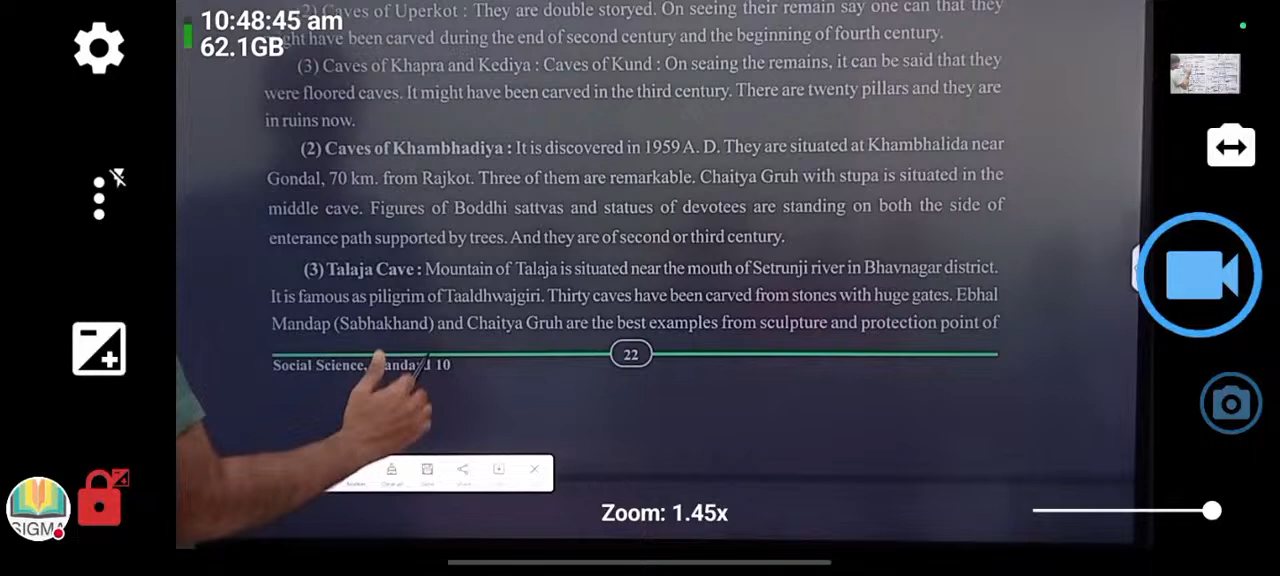 10:48:45 am
62.1GB
2) Caves of Uperkot : They are double storyed. On seeing their remain say one can that they
ght have been carved during the end of second century and the beginning of fourth century.
(3) Caves of Khapra and Kediya : Caves of Kund : On seaing the remains, it can be said that they
were floored caves. It might have been carved in the third century. There are twenty pillars and they are
in ruins now.
(2) Caves of Khambhadiya : It is discovered in 1959 A. D. They are situated at Khambhalida near
Gondal, 70 km. from Rajkot. Three of them are remarkable. Chaitya Gruh with stupa is situated in the
middle cave. Figures of Boddhi sattvas and statues of devotees are standing on both the side of
enterance path supported by trees. And they are of second or third century.
(3) Talaja Cave : Mountain of Talaja is situated near the mouth of Setrunji river in Bhavnagar district.
It is famous as piligrim of Taaldhwajgiri. Thirty caves have been carved from stones with huge gates. Ebhal
Mandap (Sabhakhand) and Chaitya Gruh are the best examples from sculpture and protection point of
22
Social Science, 10
SIGMA
Zoom: 1.45x